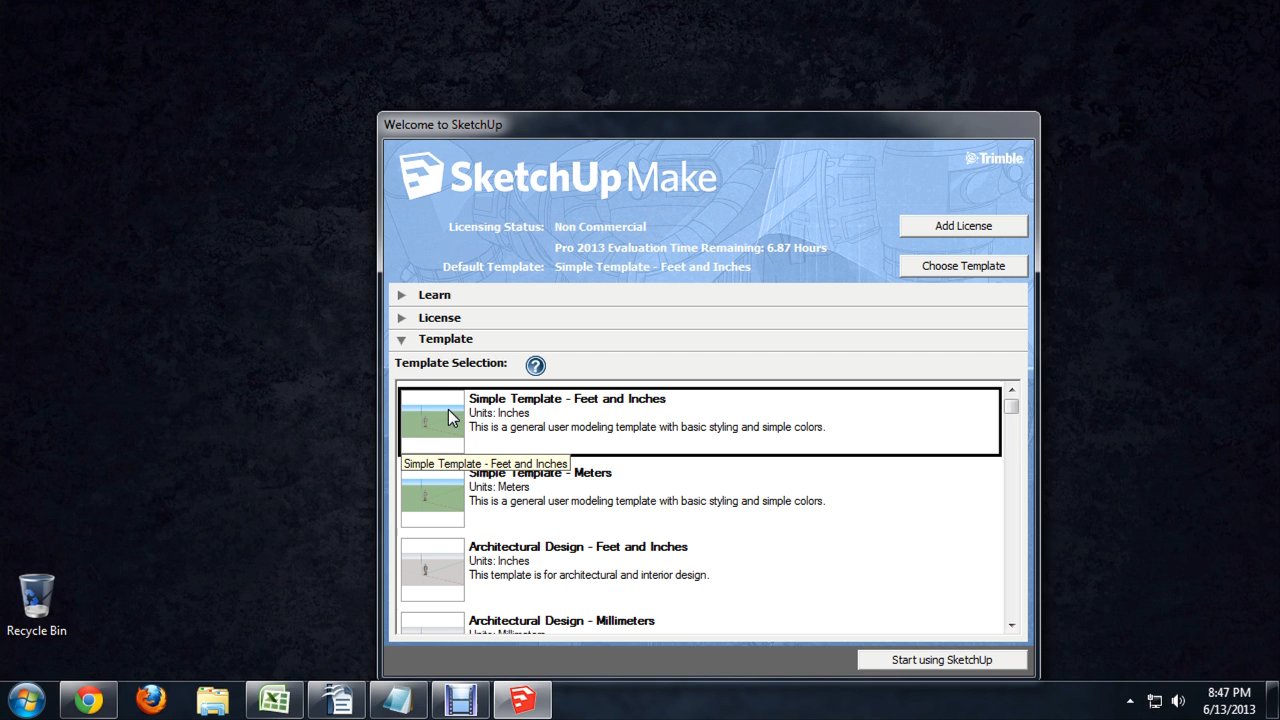 Welcome to SketchUp
SketchUp Make
Trimble
Licensing Status: Non Commercial
Add License
Pro 2013 Evaluation Time Remaining: 6.87 Hours
Default Template: Simple Template - Feet and Inches
Choose Template
Learn
License
Template
Template Selection: ?
Simple Template - Feet and Inches
Units: Inches
This is a general user modeling template with basic styling and simple colors.
Simple Template - Feet and Inches
Simple Template - Meters
Units: Meters
This is a general user modeling template with basic styling and simple colors.
Architectural Design - Feet and Inches
Units: Inches
This template is for architectural and interior design.
Architectural Design - Millimeters
Units: Millimeters
Start using SketchUp
Recycle Bin
8:47 PM
6/13/2013